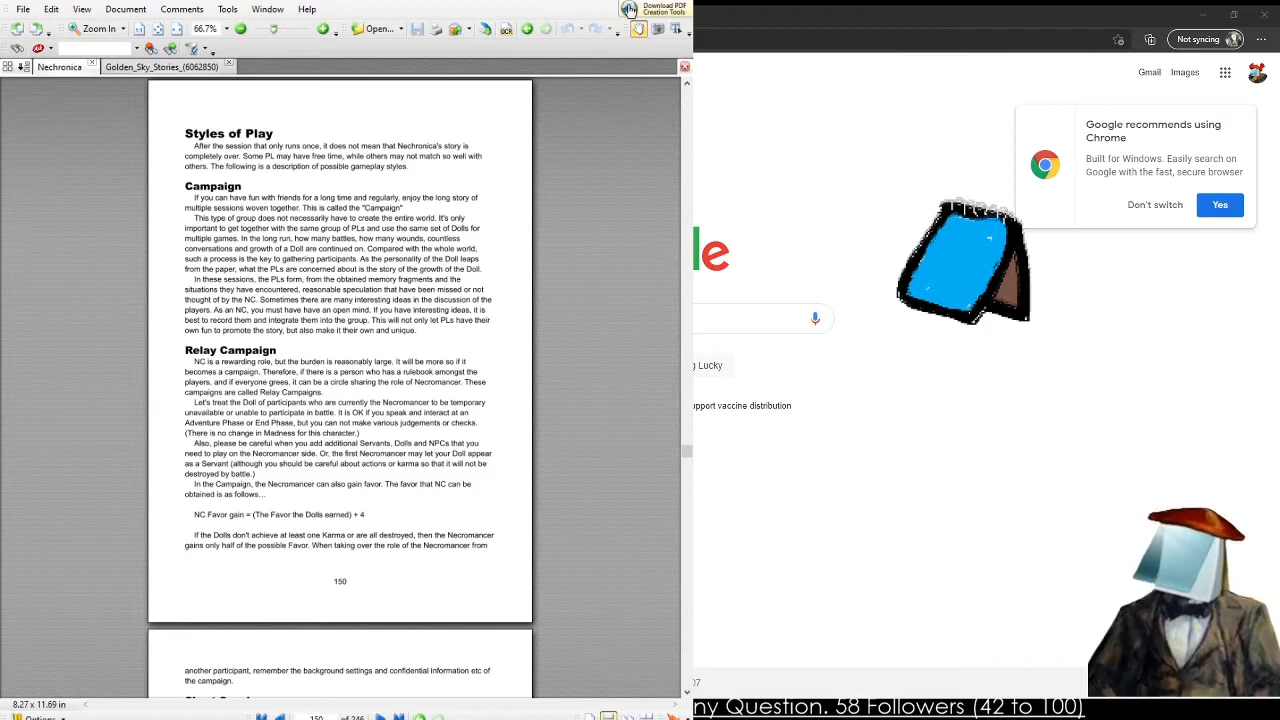 File Edit View Document Comments Tools Window Help
Download PDF
Creation Tools
Zoom In 66.7% Open... OCR
Nechronica Golden_Sky_Stories_(6062850)
Styles of Play
After the session that only runs once, it does not mean that Nechronica's story is
completely over. Some PL may have free time, while others may not match so well with
others. The following is a description of possible gameplay styles.
Campaign
If you can have fun with friends for a long time and regularly, enjoy the long story of
multiple sessions woven together. This is called the "Campaign"
This type of group does not necessarily have to create the entire world. It's only
important to get together with the same group of PLs and use the same set of Dolls for
multiple games. In the long run, how many battles, how many wounds, countless
conversations and growth of a Doll are continued on. Compared with the whole world,
such a process is the key to gathering participants. As the personality of the Doll leaps
from the paper, what the PLs are concerned about is the story of the growth of the Doll.
In these sessions, the PLs form, from the obtained memory fragments and the
situations they have encountered, reasonable speculation that have been missed or not
thought of by the NC. Sometimes there are many interesting ideas in the discussion of the
players. As an NC, you must have have an open mind. If you have interesting ideas, it is
best to record them and integrate them into the group. This will not only let PLs have their
own fun to promote the story, but also make it their own and unique.
Relay Campaign
NC is a rewarding role, but the burden is reasonably large. It will be more so if it
becomes a campaign. Therefore, if there is a person who has a rulebook amongst the
players, and if everyone grees, it can be a circle sharing the role of Necromancer. These
campaigns are called Relay Campaigns.
Let's treat the Doll of participants who are currently the Necromancer to be temporary
unavailable or unable to participate in battle. It is OK if you speak and interact at an
Adventure Phase or End Phase, but you can not make various judgements or checks.
(There is no change in Madness for this character.)
Also, please be careful when you add additional Servants, Dolls and NPCs that you
need to play on the Necromancer side. Or, the first Necromancer may let your Doll appear
as a Servant (although you should be careful about actions or karma so that it will not be
destroyed by battle.)
In the Campaign, the Necromancer can also gain favor. The favor that NC can be
obtained is as follows…
NC Favor gain = (The Favor the Dolls earned) + 4
If the Dolls don't achieve at least one Karma or are all destroyed, then the Necromancer
gains only half of the possible Favor. When taking over the role of the Necromancer from
150
another participant, remember the background settings and confidential information etc of
the campaign.
8.27 x 11.69 in
Options 150 of 246
Not syncing
Gmail Images
Google recommends using
Chrome
Built for Windows. Easily search on
Google with the fast, secure browser
Don't switch Yes
le
g Lucky
upport vaccine distribution
07
ny Question. 58 Followers (42 to 100)